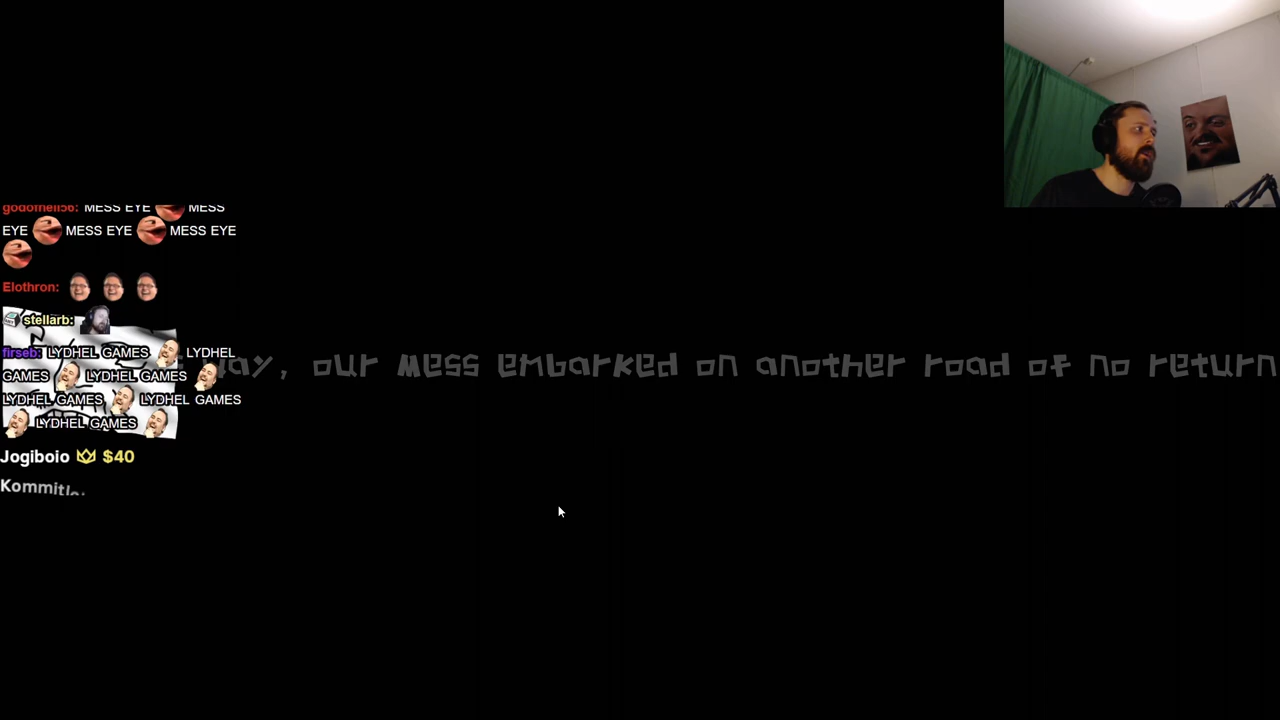 godofhell56: MESS EYE MESS
EYE MESS EYE MESS EYE
Elothron:
stellarb:
firseb: LYDHEL GAMES LYDHEL
GAMES LYDHEL GAMES
LYDHEL GAMES LYDHEL GAMES
LYDHEL GAMES
day, our Mess embarked on another road of no return
Jogiboio $40